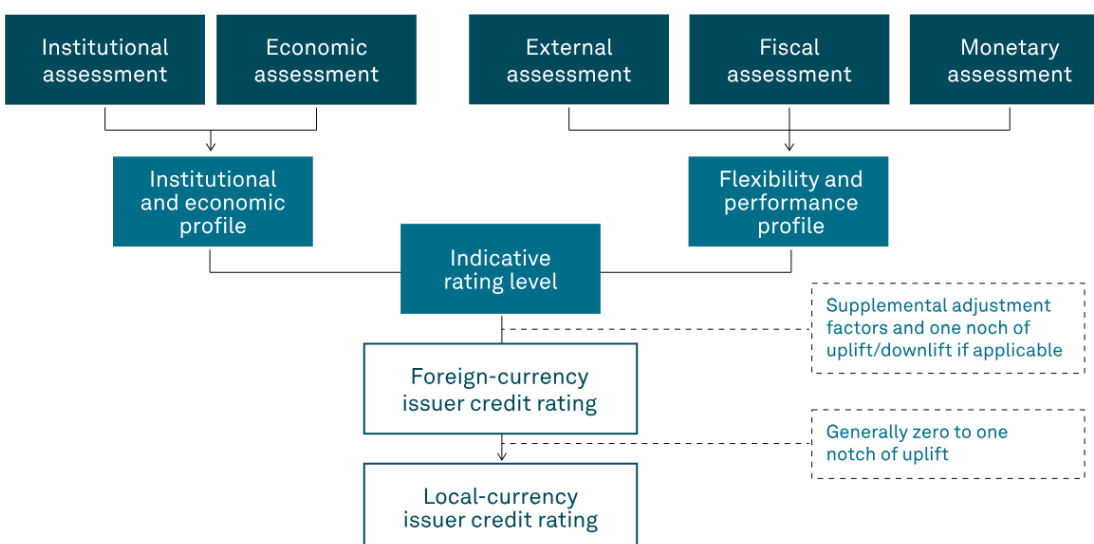 Institutional
assessment
Economic
assessment
External
assessment
Fiscal
assessment
Monetary
assessment
Institutional
and economic
profile
Flexibility and
performance
profile
Indicative
rating level
Supplemental adjustment
factors and one noch of
uplift/downlift if applicable
Foreign-currency
issuer credit rating
Generally zero to one
notch of uplift
Local-currency
issuer credit rating